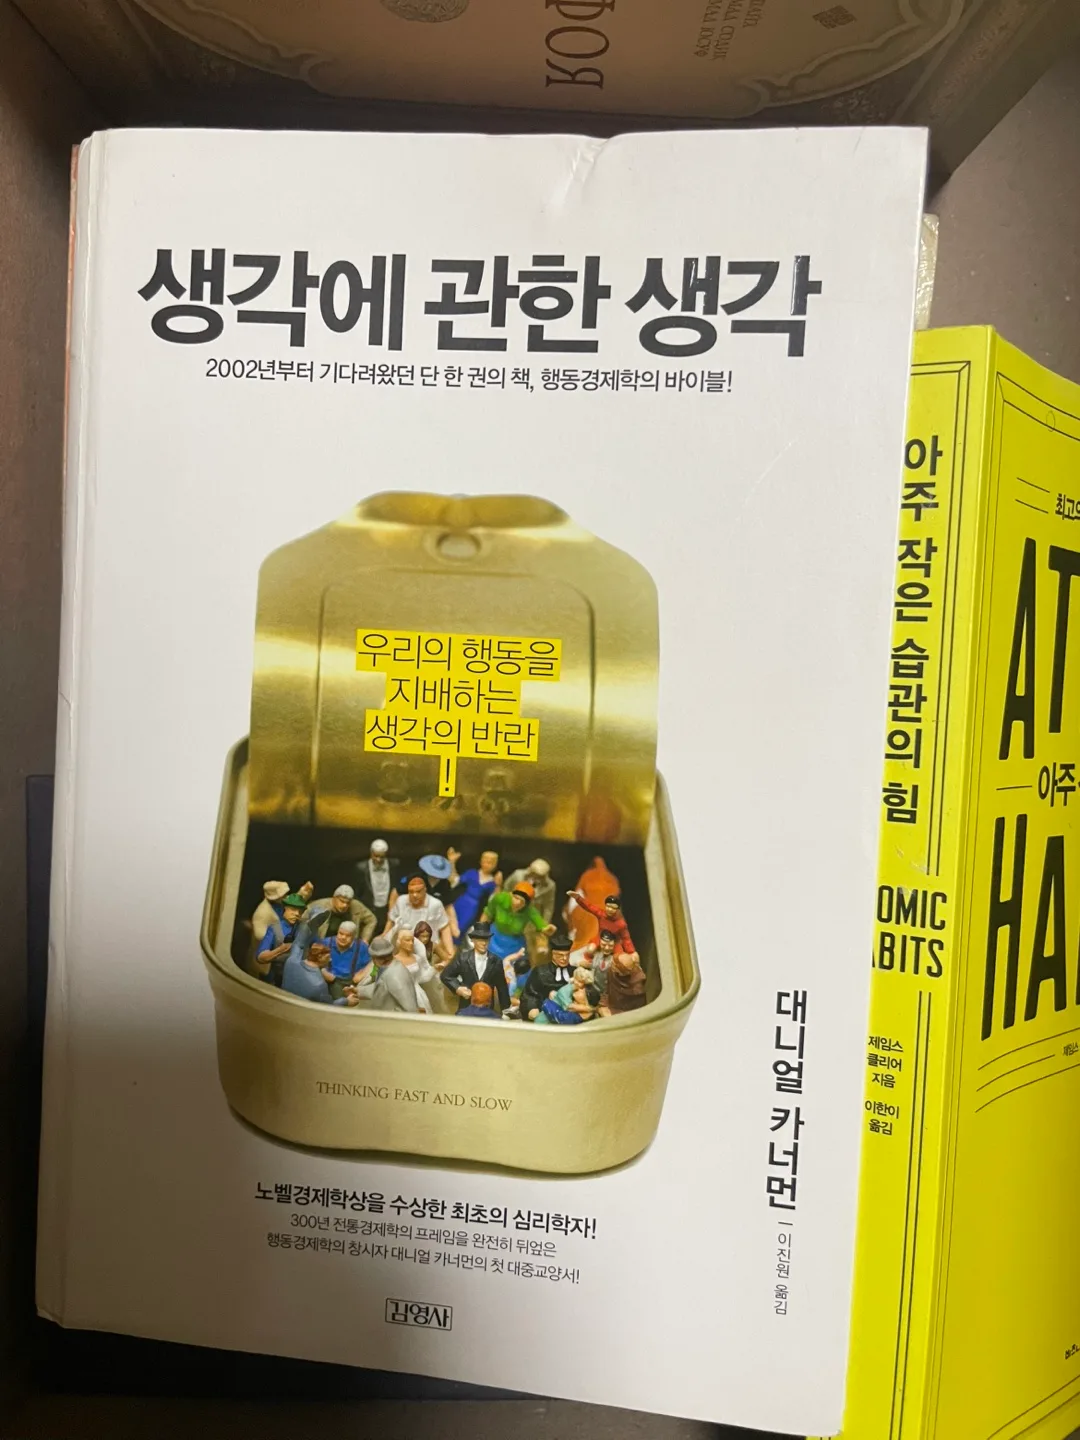 생각에 관한 생각
2002년부터 기다려왔던 단 한 권의 책, 행동경제학의 바이블!
우리의 행동을
지배하는
생각의 반란
!
THINKING FAST AND SLOW
대니얼 카너먼 — 이진원 옮김
노벨경제학상을 수상한 최초의 심리학자!
300년 전통경제학의 프레임을 완전히 뒤엎은
행동경제학의 창시자 대니얼 카너먼의 첫 대중교양서!
김영사
아주 작은 습관의 힘
OMIC
BITS
제임스
클리어
지음
이한이
옮김
최고의
AT
아주
HA